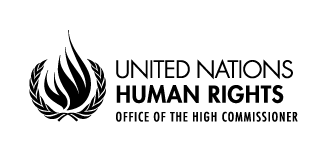 UNITED NATIONS
HUMAN RIGHTS
OFFICE OF THE HIGH COMMISSIONER